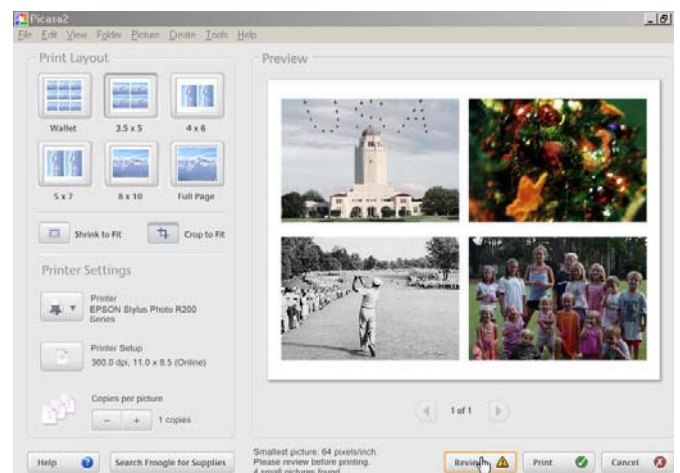 Picasa2
File Edit View Folder Picture Create Tools Help
Print Layout
Preview
Wallet 3.5 x 5 4 x 6
5 x 7 8 x 10 Full Page
Shrink to Fit Crop to Fit
Printer Settings
Printer
EPSON Stylus Photo R200
Series
Printer Setup
360.0 dpi, 11.0 x 8.5 (Online)
Copies per picture
1 copies
1 of 1
Help Search Froogle for Supplies
Smallest picture: 64 pixels/inch.
Please review before printing.
4 small pictures found.
Review Print Cancel